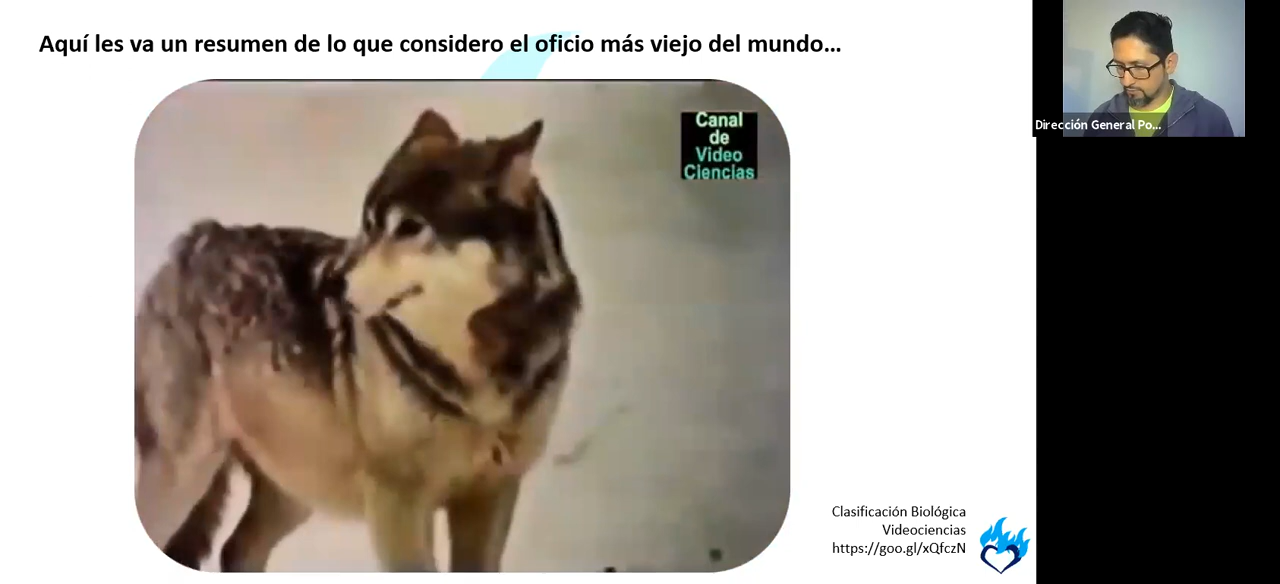 Aquí les va un resumen de lo que considero el oficio más viejo del mundo...
Canal
de
Video
Ciencias
Dirección General Po...
Clasificación Biológica
Videociencias
https://goo.gl/xQfczN